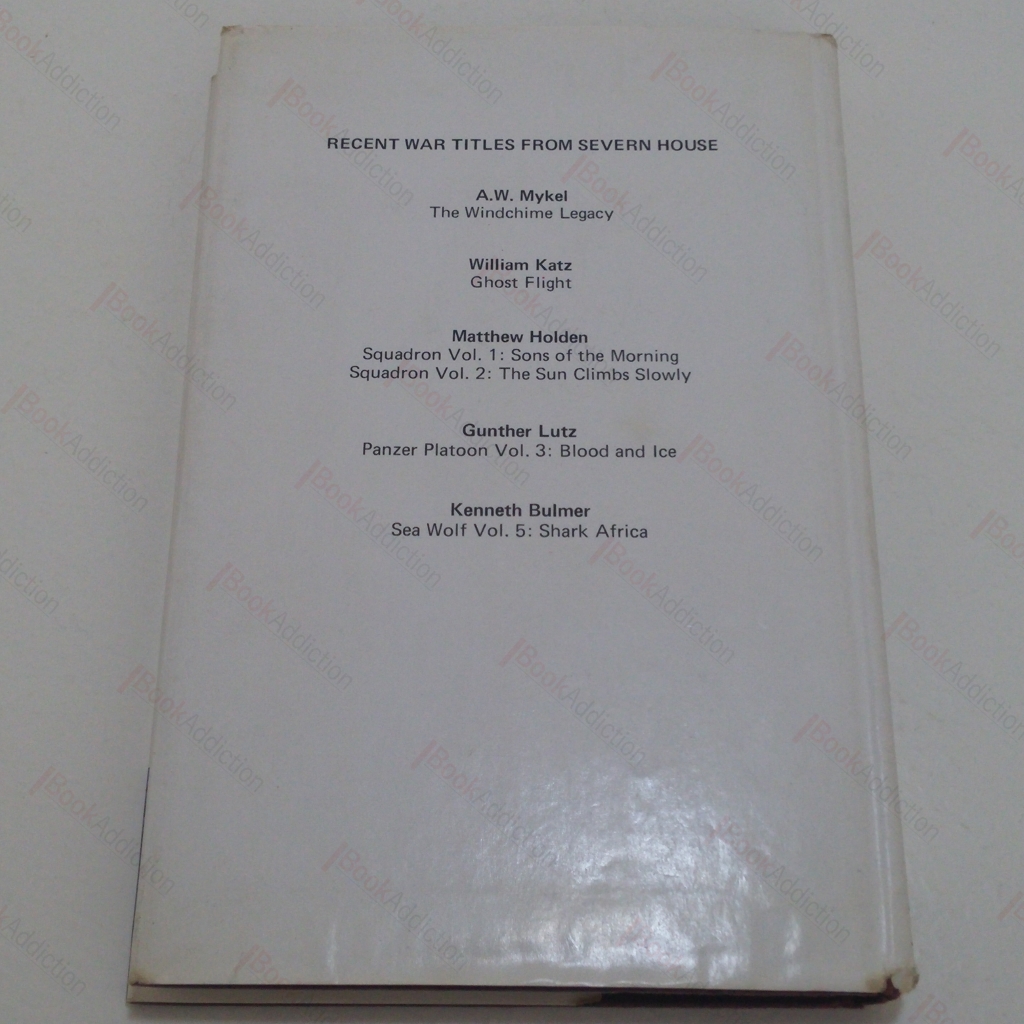 RECENT WAR TITLES FROM SEVERN HOUSE
A.W. Mykel
The Windchime Legacy
William Katz
Ghost Flight
Matthew Holden
Squadron Vol. 1: Sons of the Morning
Squadron Vol. 2: The Sun Climbs Slowly
Gunther Lutz
Panzer Platoon Vol. 3: Blood and Ice
Kenneth Bulmer
Sea Wolf Vol. 5: Shark Africa
BookAddiction